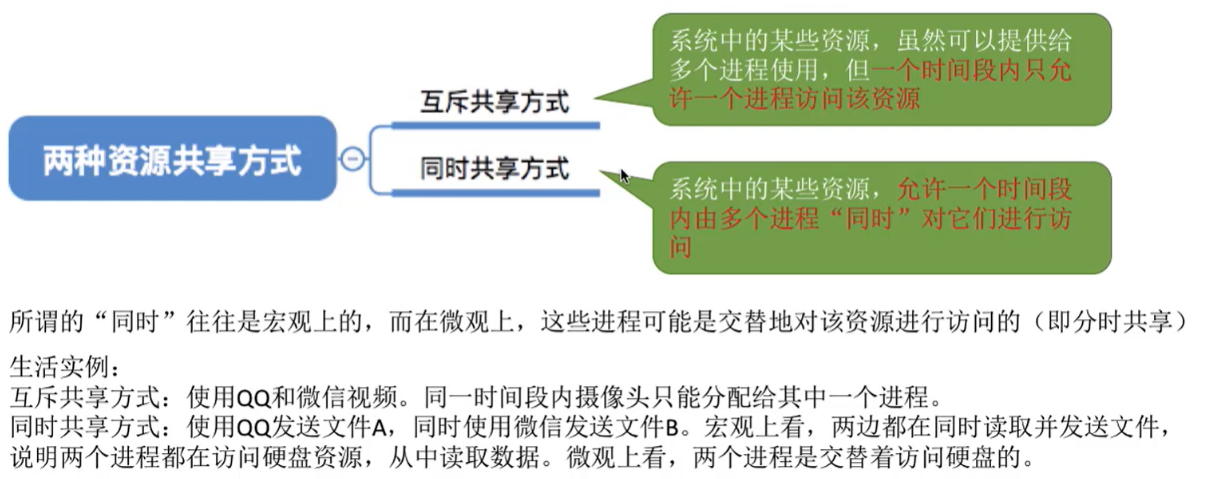 系统中的某些资源，虽然可以提供给
多个进程使用，但一个时间段内只允
许一个进程访问该资源
互斥共享方式
两种资源共享方式
同时共享方式
系统中的某些资源，允许一个时间段
内由多个进程“同时”对它们进行访
问
所谓的“同时”往往是宏观上的，而在微观上，这些进程可能是交替地对该资源进行访问的（即分时共享）
生活实例：
互斥共享方式：使用QQ和微信视频。同一时间段内摄像头只能分配给其中一个进程。
同时共享方式：使用QQ发送文件A，同时使用微信发送文件B。宏观上看，两边都在同时读取并发送文件，
说明两个进程都在访问硬盘资源，从中读取数据。微观上看，两个进程是交替着访问硬盘的。